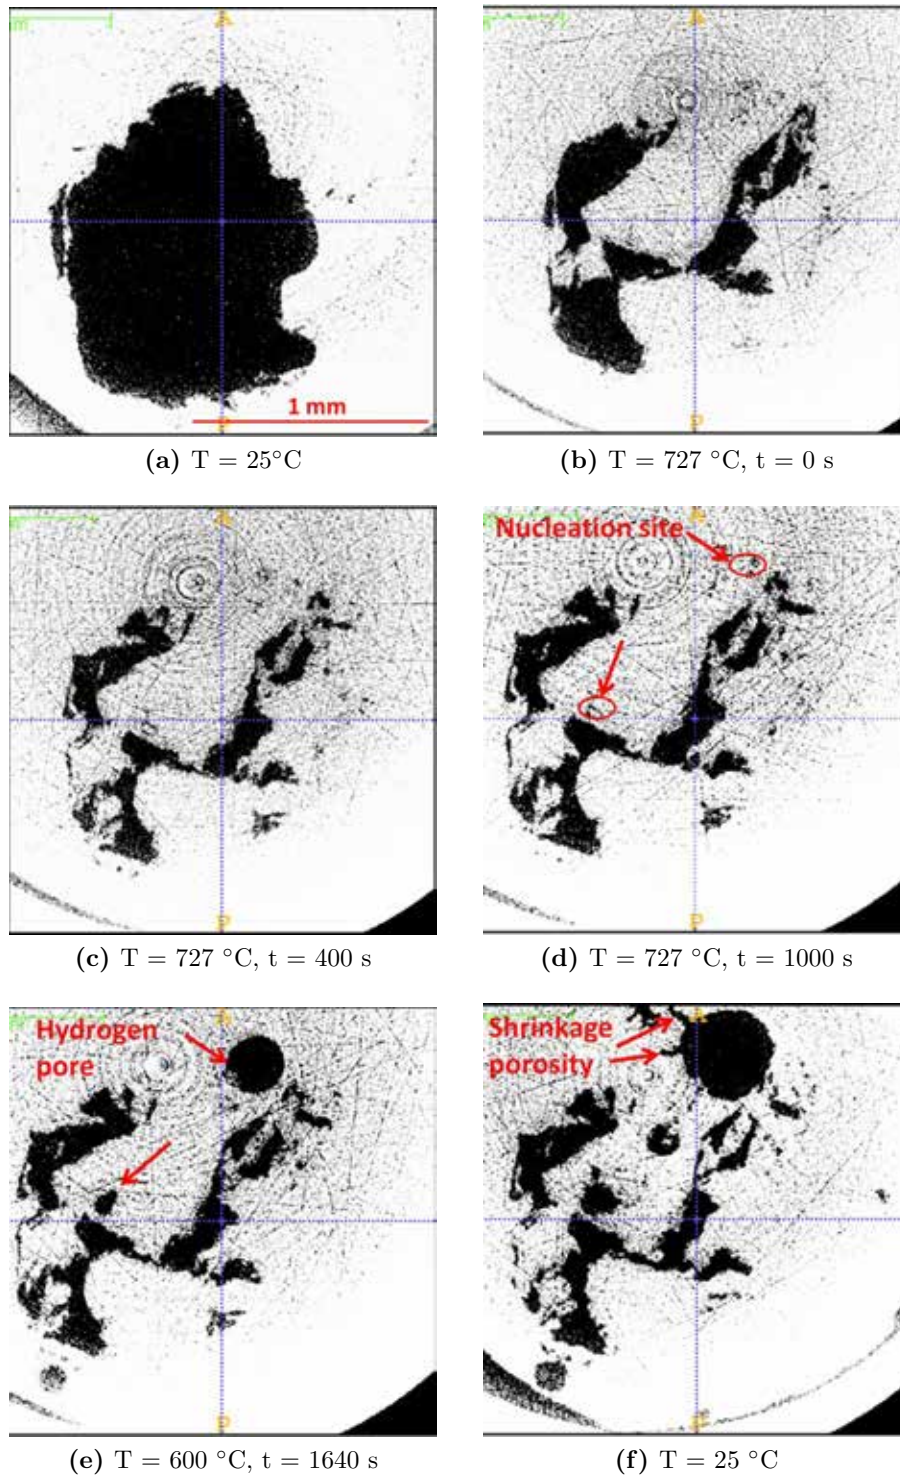 A
1 mm
P
(a) T = 25°C
A
P
(b) T = 727 °C, t = 0 s
A
P
(c) T = 727 °C, t = 400 s
Nucleation site
A
P
(d) T = 727 °C, t = 1000 s
A
Hydrogen
pore
P
(e) T = 600 °C, t = 1640 s
A
Shrinkage
porosity
(f) T = 25 °C